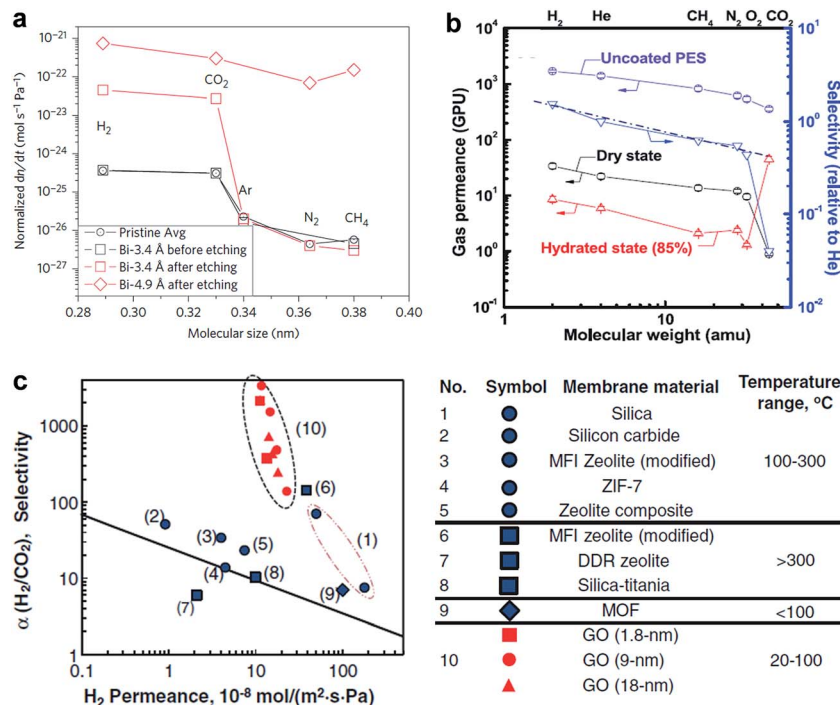 a
Normalized dn/dt (mol s⁻¹ Pa⁻¹)
10⁻²¹
10⁻²²
10⁻²³
10⁻²⁴
10⁻²⁵
10⁻²⁶
10⁻²⁷
H₂
CO₂
Ar
N₂
CH₄
Pristine Avg
Bi-3.4 Å before etching
Bi-3.4 Å after etching
Bi-4.9 Å after etching
0.28 0.30 0.32 0.34 0.36 0.38 0.40
Molecular size (nm)
b
H₂ He CH₄ N₂ O₂ CO₂
Gas permeance (GPU)
10⁴
10³
10²
10¹
10⁰
10⁻¹
Uncoated PES
Dry state
Hydrated state (85%)
10²
10¹
10⁰
10⁻¹
10⁻²
Selectivity (relative to He)
1 10
Molecular weight (amu)
c
α (H₂/CO₂), Selectivity
1000
100
10
1
(10)
(6)
(2)
(3)
(5)
(1)
(4)
(8)
(9)
(7)
0.1 1 10 100
H₂ Permeance, 10⁻⁸ mol/(m²·s·Pa)
No. Symbol Membrane material Temperature range, °C
1 Silica
2 Silicon carbide
3 MFI Zeolite (modified) 100-300
4 ZIF-7
5 Zeolite composite
6 MFI zeolite (modified)
7 DDR zeolite >300
8 Silica-titania
9 MOF <100
GO (1.8-nm)
10 GO (9-nm) 20-100
GO (18-nm)